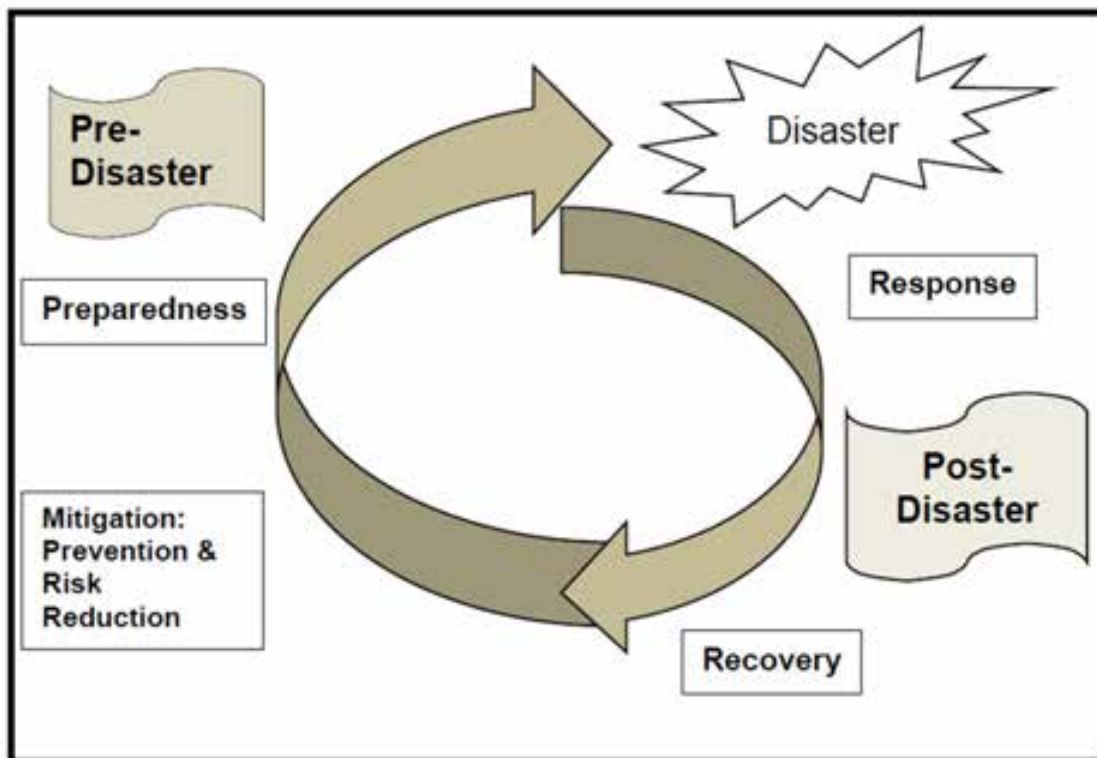 Pre-
Disaster
Disaster
Preparedness
Response
Post-
Disaster
Mitigation:
Prevention &
Risk
Reduction
Recovery